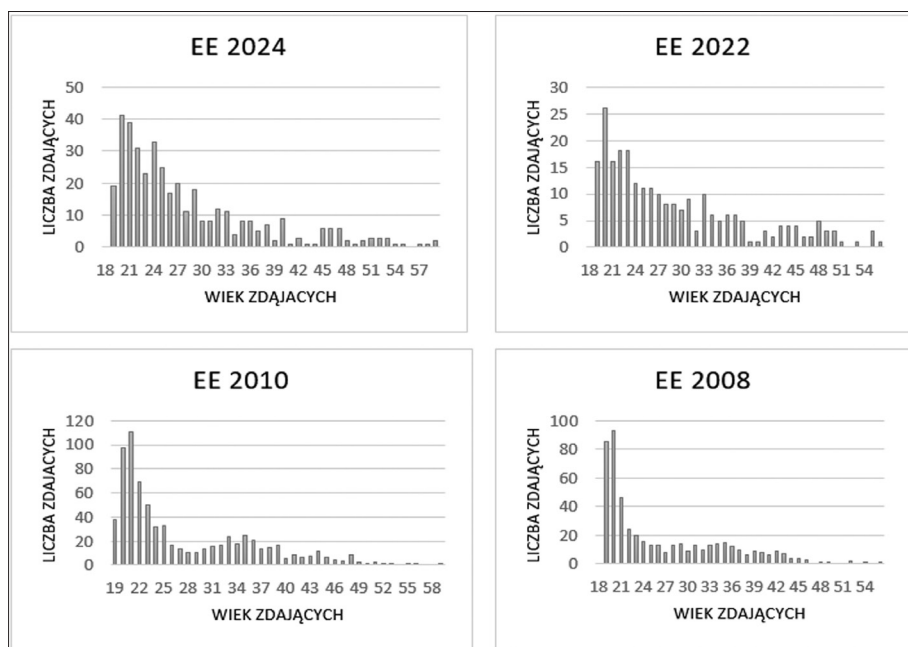 EE 2024
LICZBA ZDAJĄCYCH
50
40
30
20
10
0
18 21 24 27 30 33 36 39 42 45 48 51 54 57
WIEK ZDĄJACYCH
EE 2022
LICZBA ZDAJĄCYCH
30
25
20
15
10
5
0
18 21 24 27 30 33 36 39 42 45 48 51 54
WIEK ZDAJĄCYCH
EE 2010
LICZBA ZDAJACYCH
120
100
80
60
40
20
0
19 22 25 28 31 34 37 40 43 46 49 52 55 58
WIEK ZDAJĄCYCH
EE 2008
LICZBA ZDAJĄCYCH
100
80
60
40
20
0
18 21 24 27 30 33 36 39 42 45 48 51 54
WIEK ZDAJĄCYCH